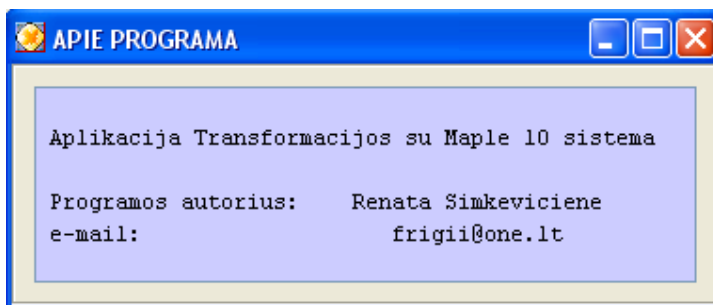 APIE PROGRAMA
Aplikacija Transformacijos su Maple 10 sistema
Programos autorius: Renata Simkeviciene
e-mail: frigii@one.lt